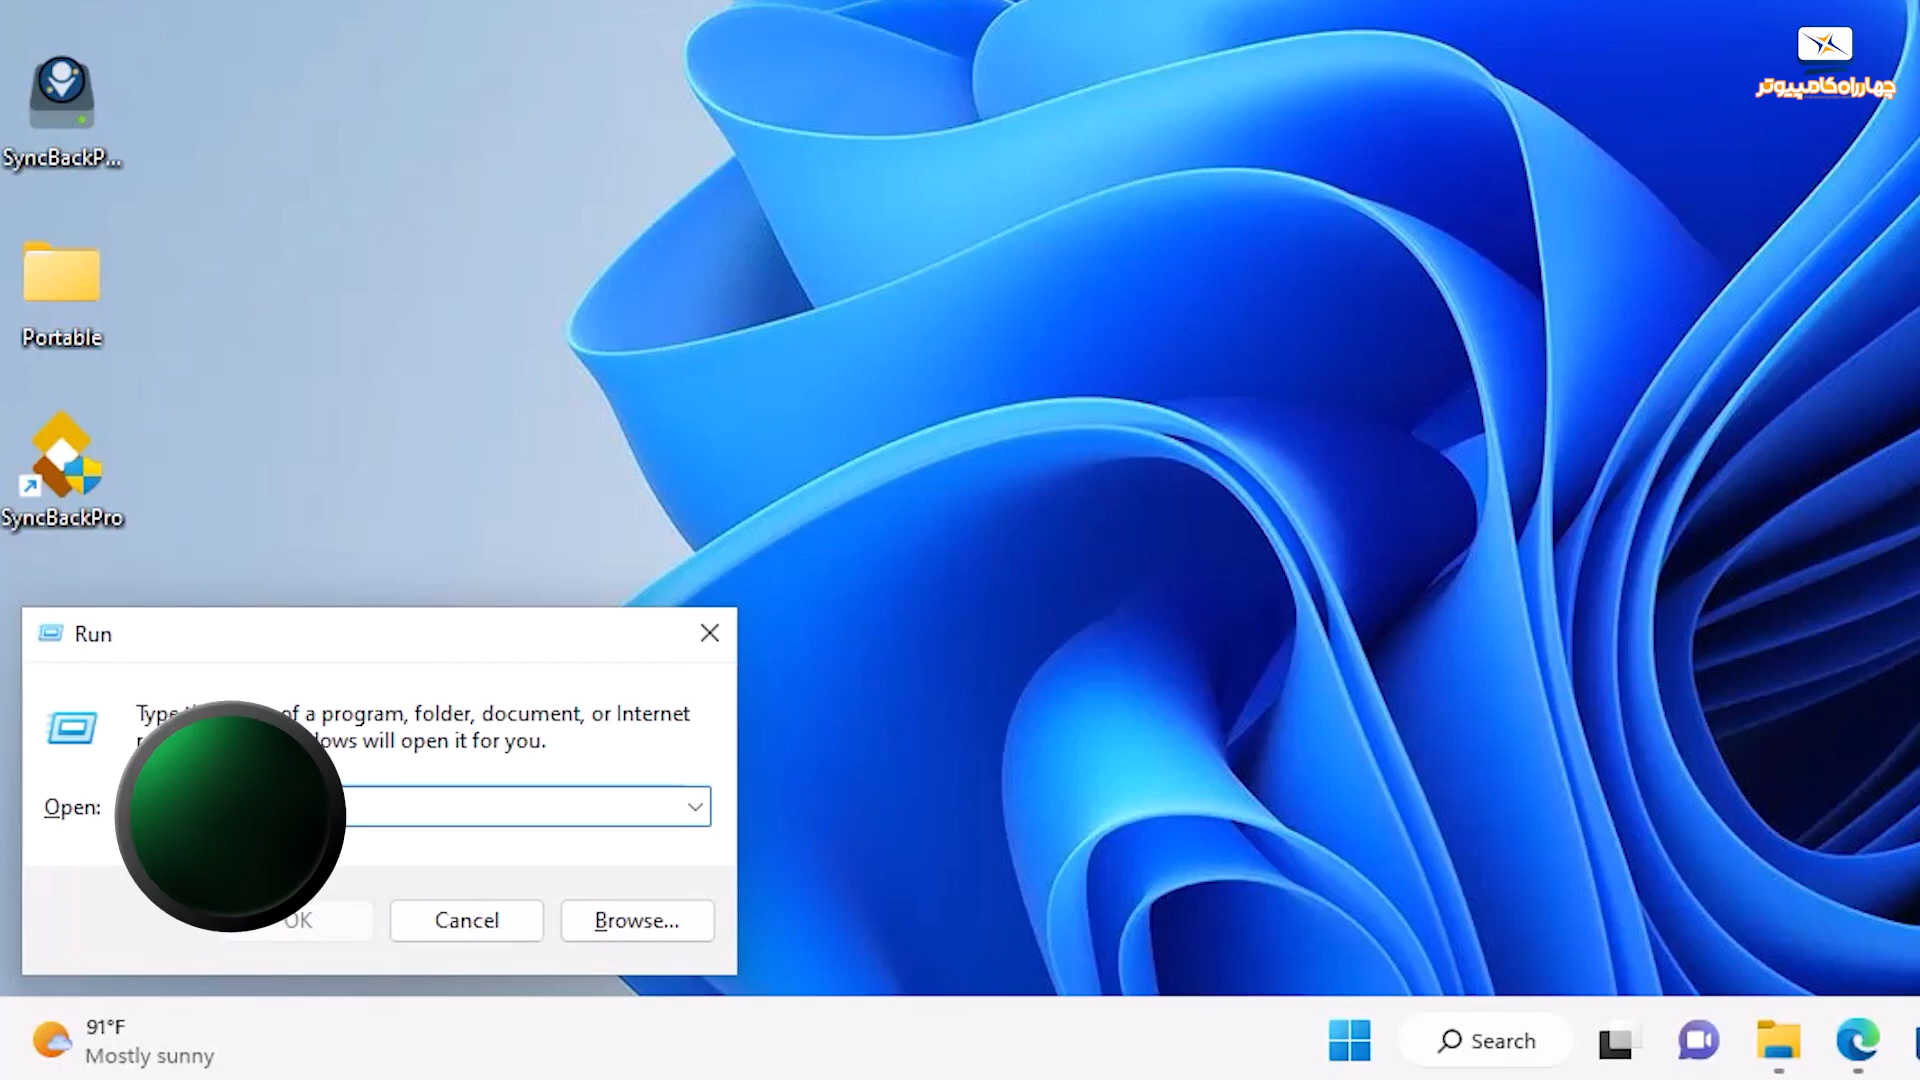 چهارراه کامپیوتر
SyncBackP...
Portable
SyncBackPro
Run
Type of a program, folder, document, or Internet
will open it for you.
Open:
OK
Cancel
Browse...
91°F
Mostly sunny
Search